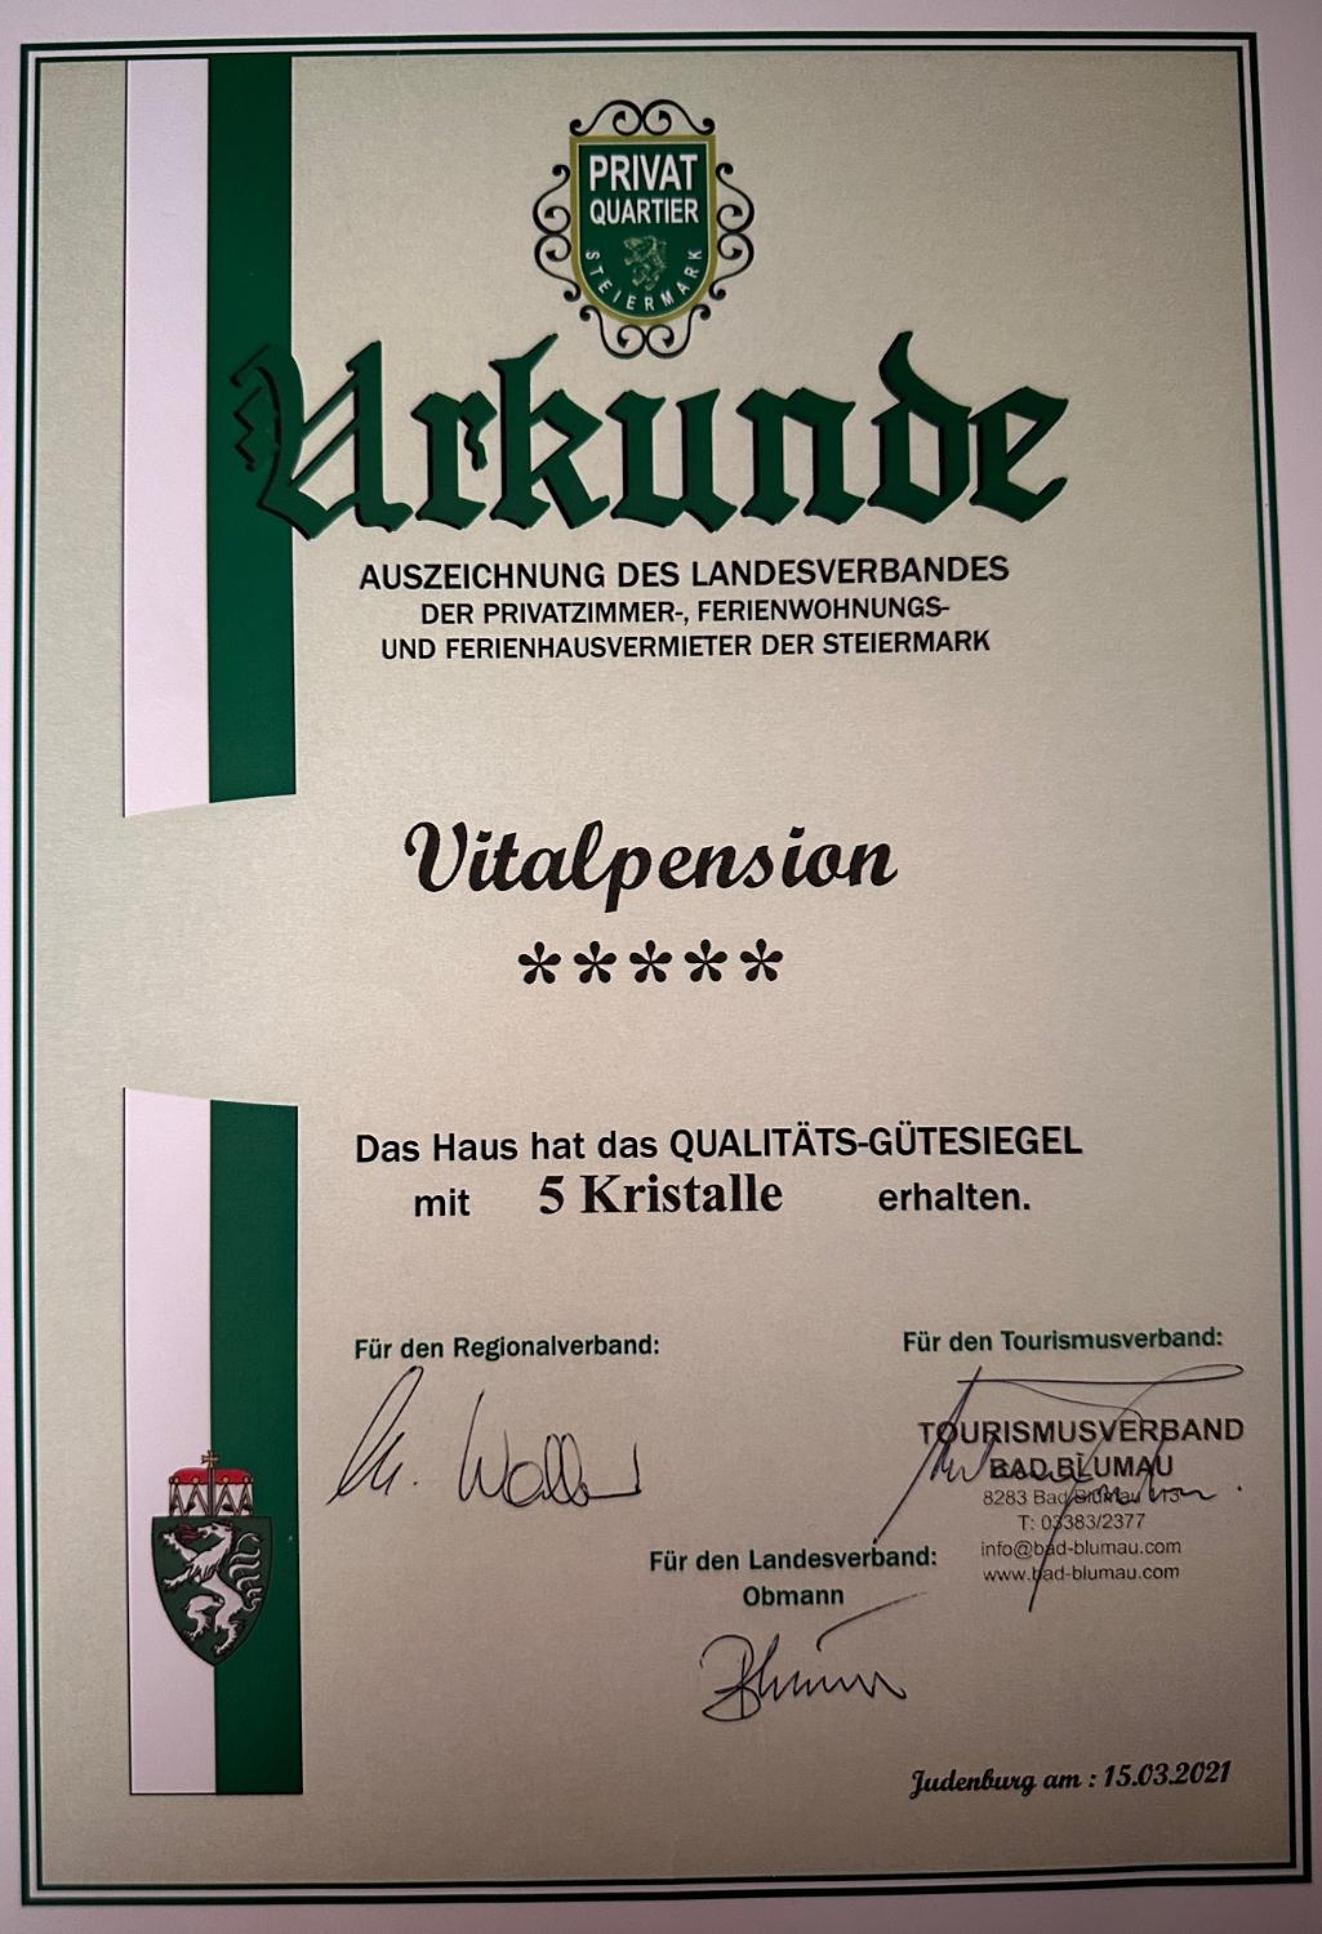 PRIVAT
QUARTIER
STEIERMARK
Urkunde
AUSZEICHNUNG DES LANDESVERBANDES
DER PRIVATZIMMER-, FERIENWOHNUNGS-
UND FERIENHAUSVERMIETER DER STEIERMARK
Vitalpension
*****
Das Haus hat das QUALITÄTS-GÜTESIEGEL
mit 5 Kristalle erhalten.
Für den Regionalverband:
Für den Tourismusverband:
TOURISMUSVERBAND
BAD BLUMAU
8283 Bad Blumau 113
T: 03383/2377
info@bad-blumau.com
www.bad-blumau.com
Für den Landesverband:
Obmann
Judenburg am : 15.03.2021